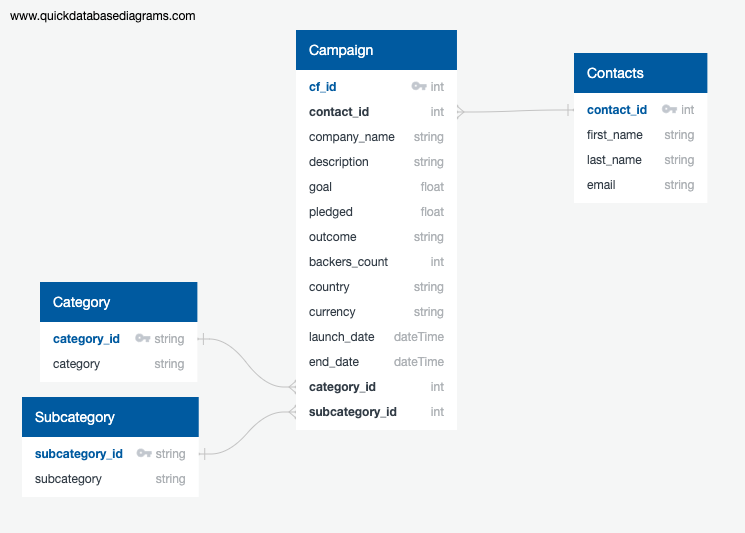 www.quickdatabasediagrams.com
Campaign
cf_id int
contact_id int
company_name string
description string
goal float
pledged float
outcome string
backers_count int
country string
currency string
launch_date dateTime
end_date dateTime
category_id int
subcategory_id int
Contacts
contact_id int
first_name string
last_name string
email string
Category
category_id string
category string
Subcategory
subcategory_id string
subcategory string